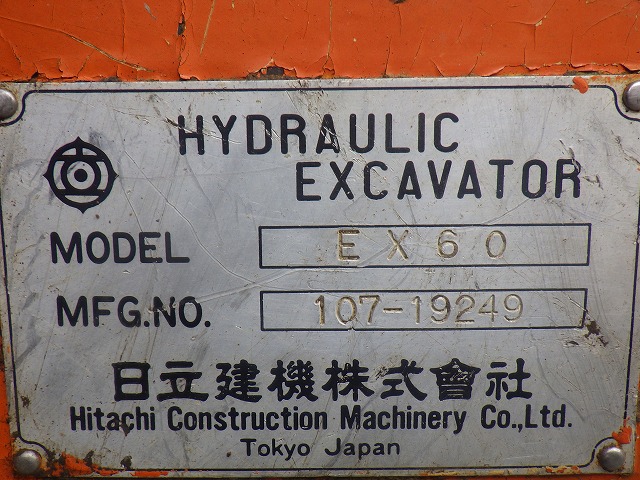 HYDRAULIC
EXCAVATOR
MODEL EX60
MFG.NO. 107-19249
日立建機株式會社
Hitachi Construction Machinery Co.,Ltd.
Tokyo Japan